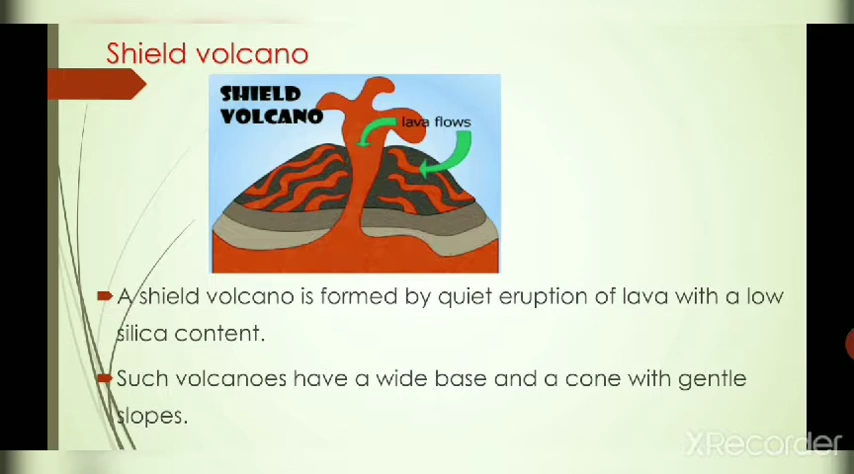 Shield volcano
SHIELD
VOLCANO
lava flows
A shield volcano is formed by quiet eruption of lava with a low
silica content.
Such volcanoes have a wide base and a cone with gentle
slopes.
XRecorder